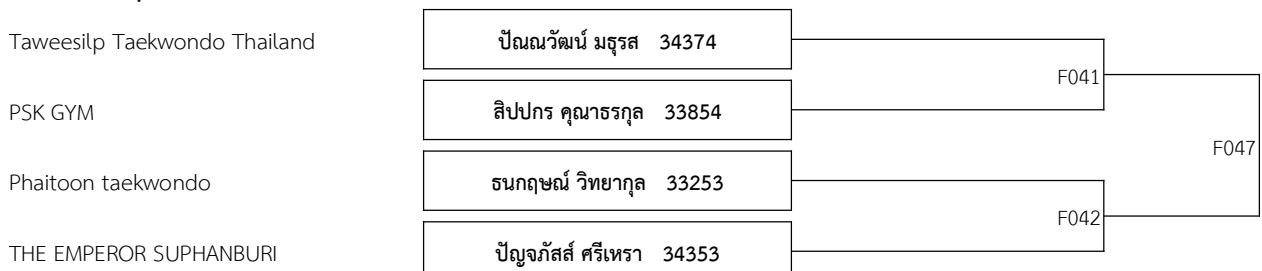 Taweesilp Taekwondo Thailand ปัณณวัฒน์ มธุรส 34374
F041
PSK GYM สิปปกร คุณาธรกุล 33854
F047
Phaitoon taekwondo ธนกฤษณ์ วิทยากุล 33253
F042
THE EMPEROR SUPHANBURI ปัญจภัสส์ ศรีเหรา 34353